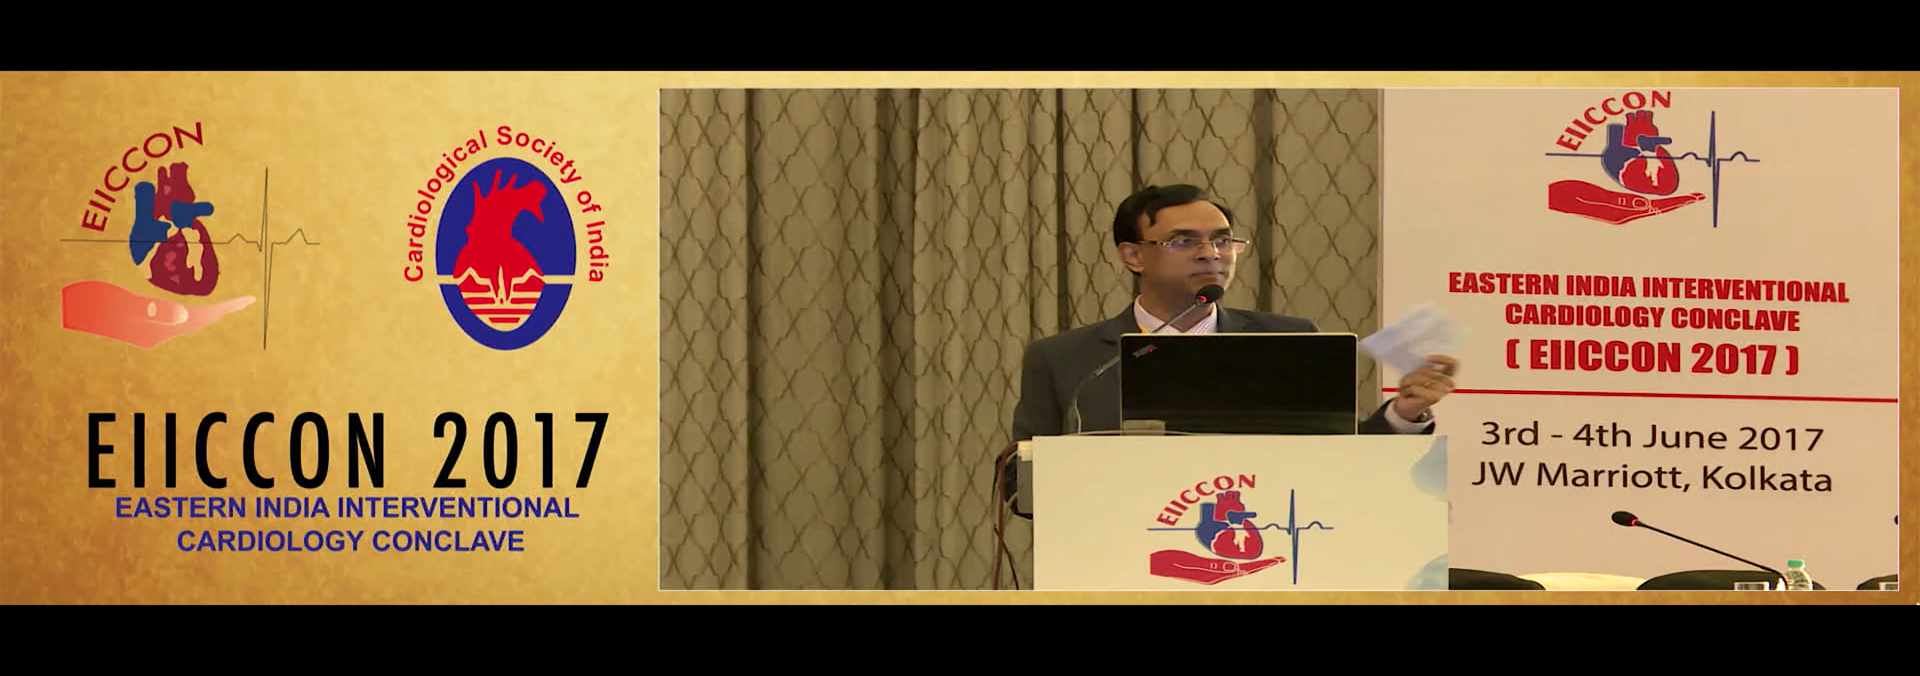 EIICCON
Cardiological Society of India
EIICCON 2017
EASTERN INDIA INTERVENTIONAL
CARDIOLOGY CONCLAVE
EIICCON
EASTERN INDIA INTERVENTIONAL
CARDIOLOGY CONCLAVE
( EIICCON 2017 )
3rd - 4th June 2017
JW Marriott, Kolkata
EIICCON